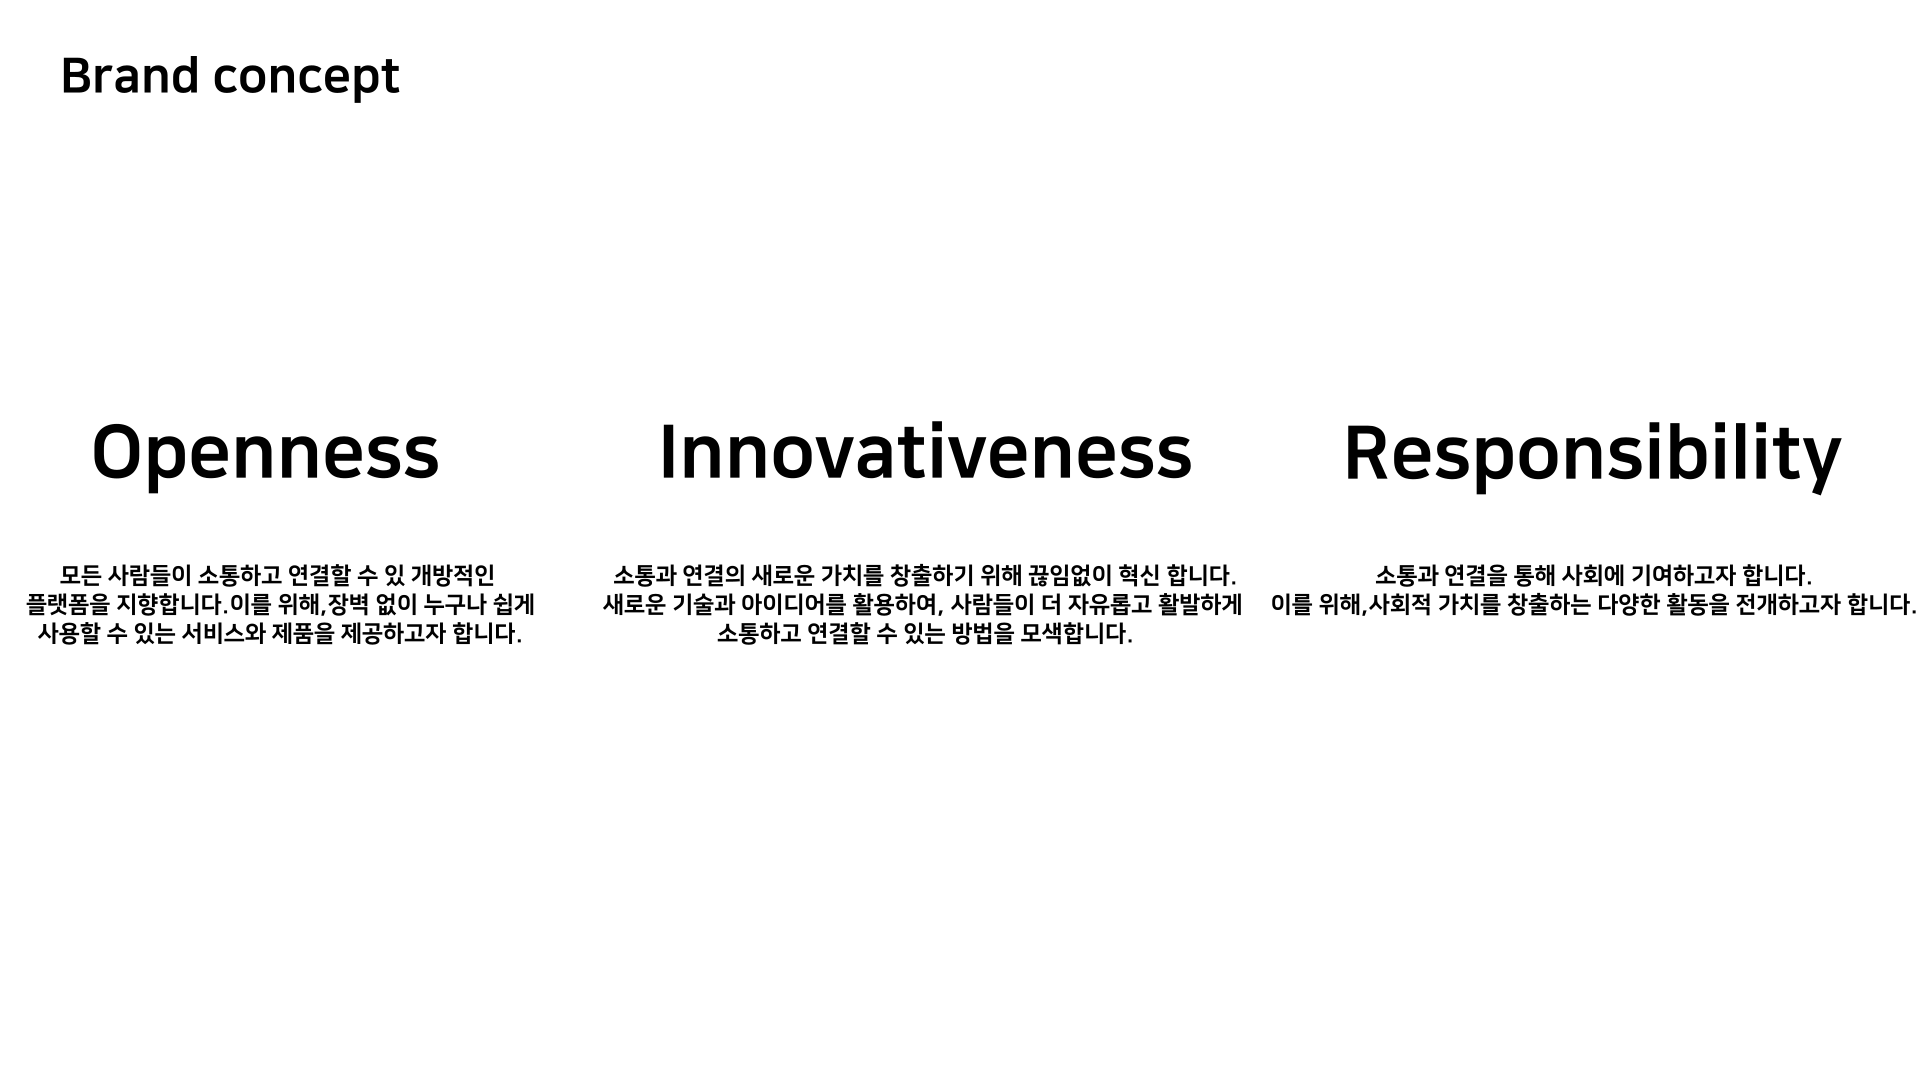 Brand concept
Openness
모든 사람들이 소통하고 연결할 수 있 개방적인
플랫폼을 지향합니다.이를 위해,장벽 없이 누구나 쉽게
사용할 수 있는 서비스와 제품을 제공하고자 합니다.
Innovativeness
소통과 연결의 새로운 가치를 창출하기 위해 끊임없이 혁신 합니다.
새로운 기술과 아이디어를 활용하여, 사람들이 더 자유롭고 활발하게
소통하고 연결할 수 있는 방법을 모색합니다.
Responsibility
소통과 연결을 통해 사회에 기여하고자 합니다.
이를 위해,사회적 가치를 창출하는 다양한 활동을 전개하고자 합니다.